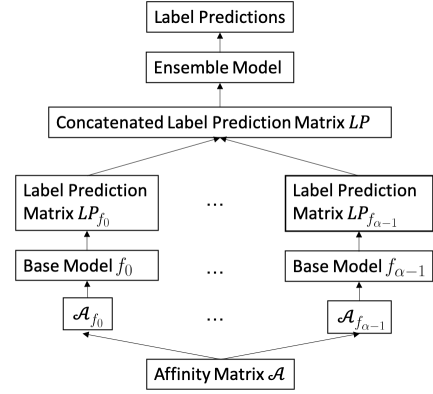 Label Predictions
Ensemble Model
Concatenated Label Prediction Matrix LP
Label Prediction
Matrix LP_{f_0}
...
Label Prediction
Matrix LP_{f_{α−1}}
Base Model f_0
...
Base Model f_{α−1}
𝒜_{f_0}
...
𝒜_{f_{α−1}}
Affinity Matrix 𝒜